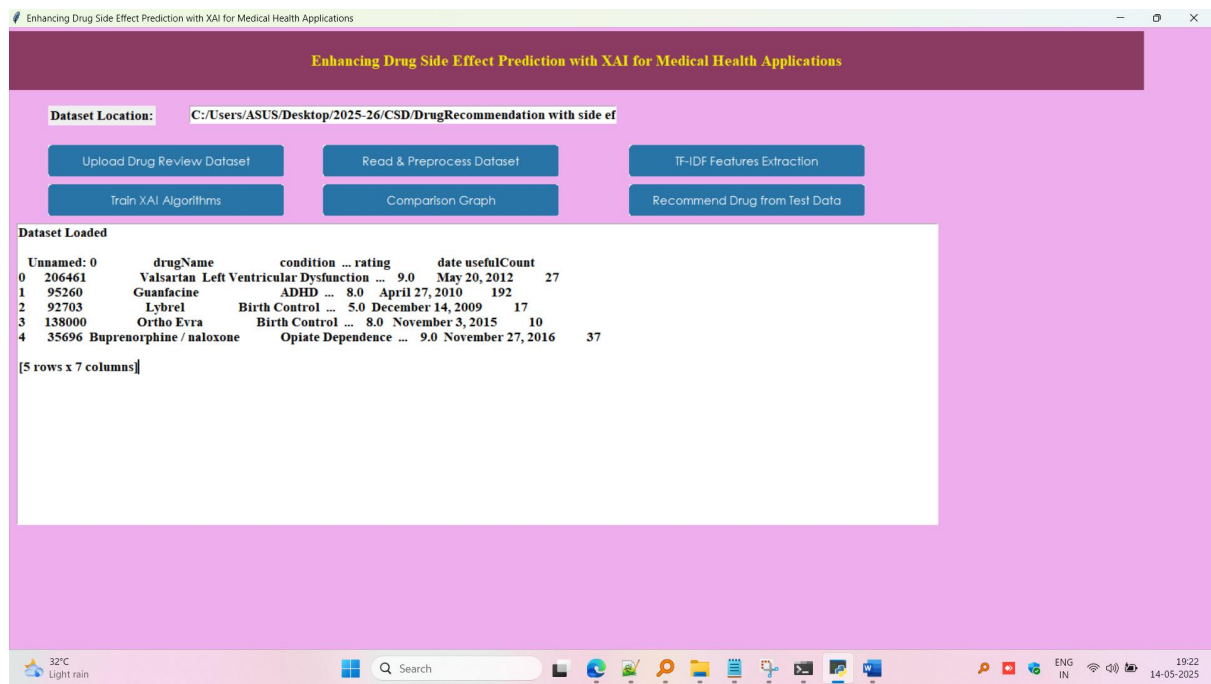 Enhancing Drug Side Effect Prediction with XAI for Medical Health Applications
Enhancing Drug Side Effect Prediction with XAI for Medical Health Applications
Dataset Location: C:/Users/ASUS/Desktop/2025-26/CSD/DrugRecommendation with side ef
Upload Drug Review Dataset Read & Preprocess Dataset TF-IDF Features Extraction
Train XAI Algorithms Comparison Graph Recommend Drug from Test Data
Dataset Loaded
Unnamed: 0 drugName condition ... rating date usefulCount
0 206461 Valsartan Left Ventricular Dysfunction ... 9.0 May 20, 2012 27
1 95260 Guanfacine ADHD ... 8.0 April 27, 2010 192
2 92703 Lybrel Birth Control ... 5.0 December 14, 2009 17
3 138000 Ortho Evra Birth Control ... 8.0 November 3, 2015 10
4 35696 Buprenorphine / naloxone Opiate Dependence ... 9.0 November 27, 2016 37
[5 rows x 7 columns]
32°C
Light rain
Search
ENG
IN
19:22
14-05-2025